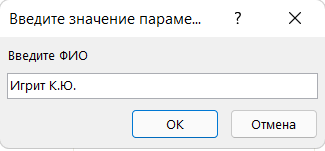 Введите значение параме...
Введите ФИО
Игрит К.Ю.
ОК
Отмена